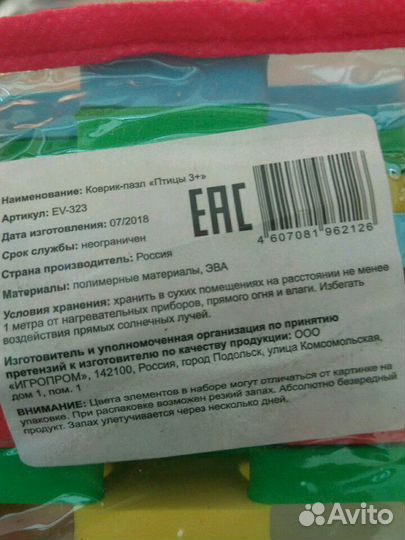 Наименование: Коврик-пазл «Птицы 3+»
Артикул: EV-323
Дата изготовления: 07/2018
Срок службы: неограничен
Страна производства: Россия
Материалы: полимерные материалы, ЭВА
Условия хранения: хранить в сухих помещениях на расстоянии не менее
1 метра от нагревательных приборов, прямого огня и влаги. Избегать
воздействия прямых солнечных лучей.
Изготовитель и уполномоченная организация по принятию
претензий к изготовителю по качеству продукции: ООО
«ИГРОПРОМ», 142100, Россия, город Подольск, улица Комсомольская,
дом 1, пом. 1
ВНИМАНИЕ: Цвета элементов в наборе могут отличаться от картинке на
упаковке. При распаковке возможен резкий запах. Абсолютно безвредный
продукт. Запах улетучивается через несколько дней.
EAC
4 607081 962126
Avito